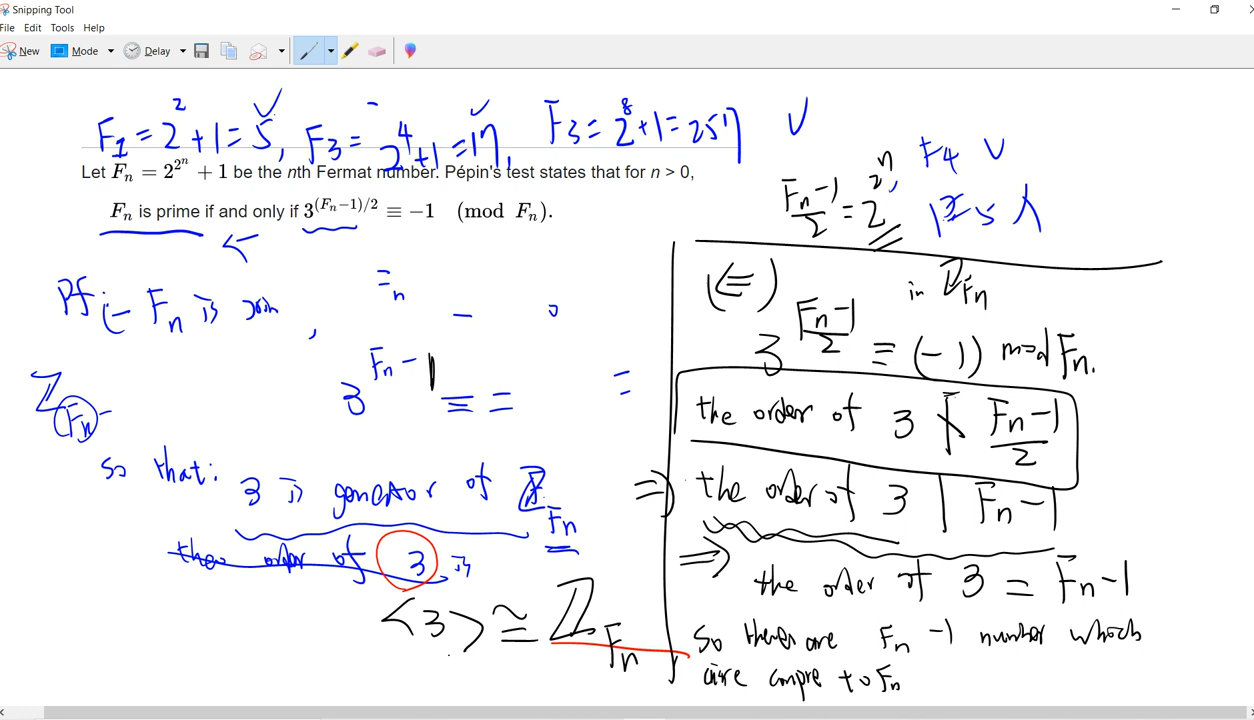 Snipping Tool
File Edit Tools Help
New Mode Delay
F1 = 2^2 + 1 = 5, F3 = 2^4 + 1 = 17, F3 = 2^8 + 1 = 257
Let Fn = 2^2^n + 1 be the nth Fermat number. Pépin's test states that for n > 0,
Fn is prime if and only if 3^(Fn−1)/2 ≡ −1 (mod Fn).
F4
Fn-1/2 = 2^2^n,
Pf :- Fn is
,
=n
-
3^Fn-1 ≡ =
=
Z Fn
so that:
3 is generator of Z Fn
the order of 3 is
<3> ≅ Z Fn
(⇐) in Z Fn
3^Fn-1/2 ≡ (-1) mod Fn.
the order of 3 ∤ Fn-1/2
⇒ the order of 3 | Fn-1
⇒ the order of 3 = Fn-1
So there are Fn-1 number which
are to Fn